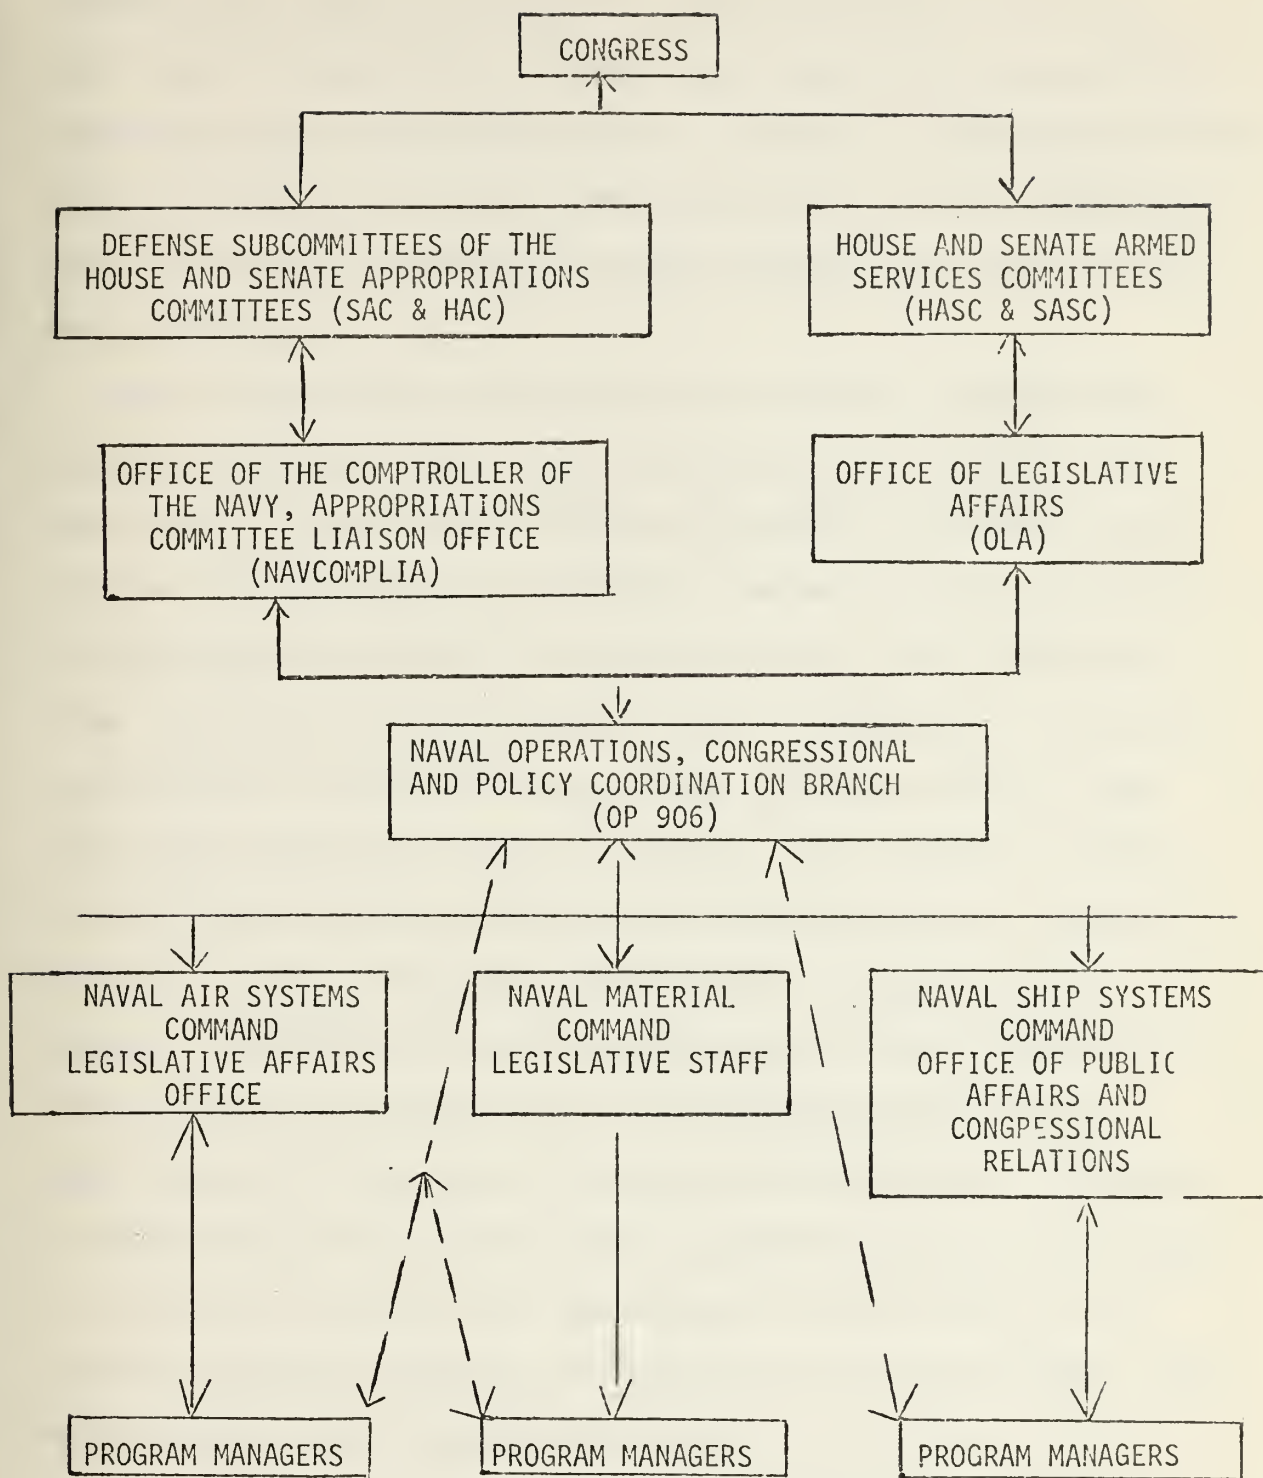 CONGRESS
DEFENSE SUBCOMMITTEES OF THE
HOUSE AND SENATE APPROPRIATIONS
COMMITTEES (SAC & HAC)
HOUSE AND SENATE ARMED
SERVICES COMMITTEES
(HASC & SASC)
OFFICE OF THE COMPTROLLER OF
THE NAVY, APPROPRIATIONS
COMMITTEE LIAISON OFFICE
(NAVCOMPLIA)
OFFICE OF LEGISLATIVE
AFFAIRS
(OLA)
NAVAL OPERATIONS, CONGRESSIONAL
AND POLICY COORDINATION BRANCH
(OP 906)
NAVAL AIR SYSTEMS
COMMAND
LEGISLATIVE AFFAIRS
OFFICE
NAVAL MATERIAL
COMMAND
LEGISLATIVE STAFF
NAVAL SHIP SYSTEMS
COMMAND
OFFICE OF PUBLIC
AFFAIRS AND
CONGRESSIONAL
RELATIONS
PROGRAM MANAGERS
PROGRAM MANAGERS
PROGRAM MANAGERS